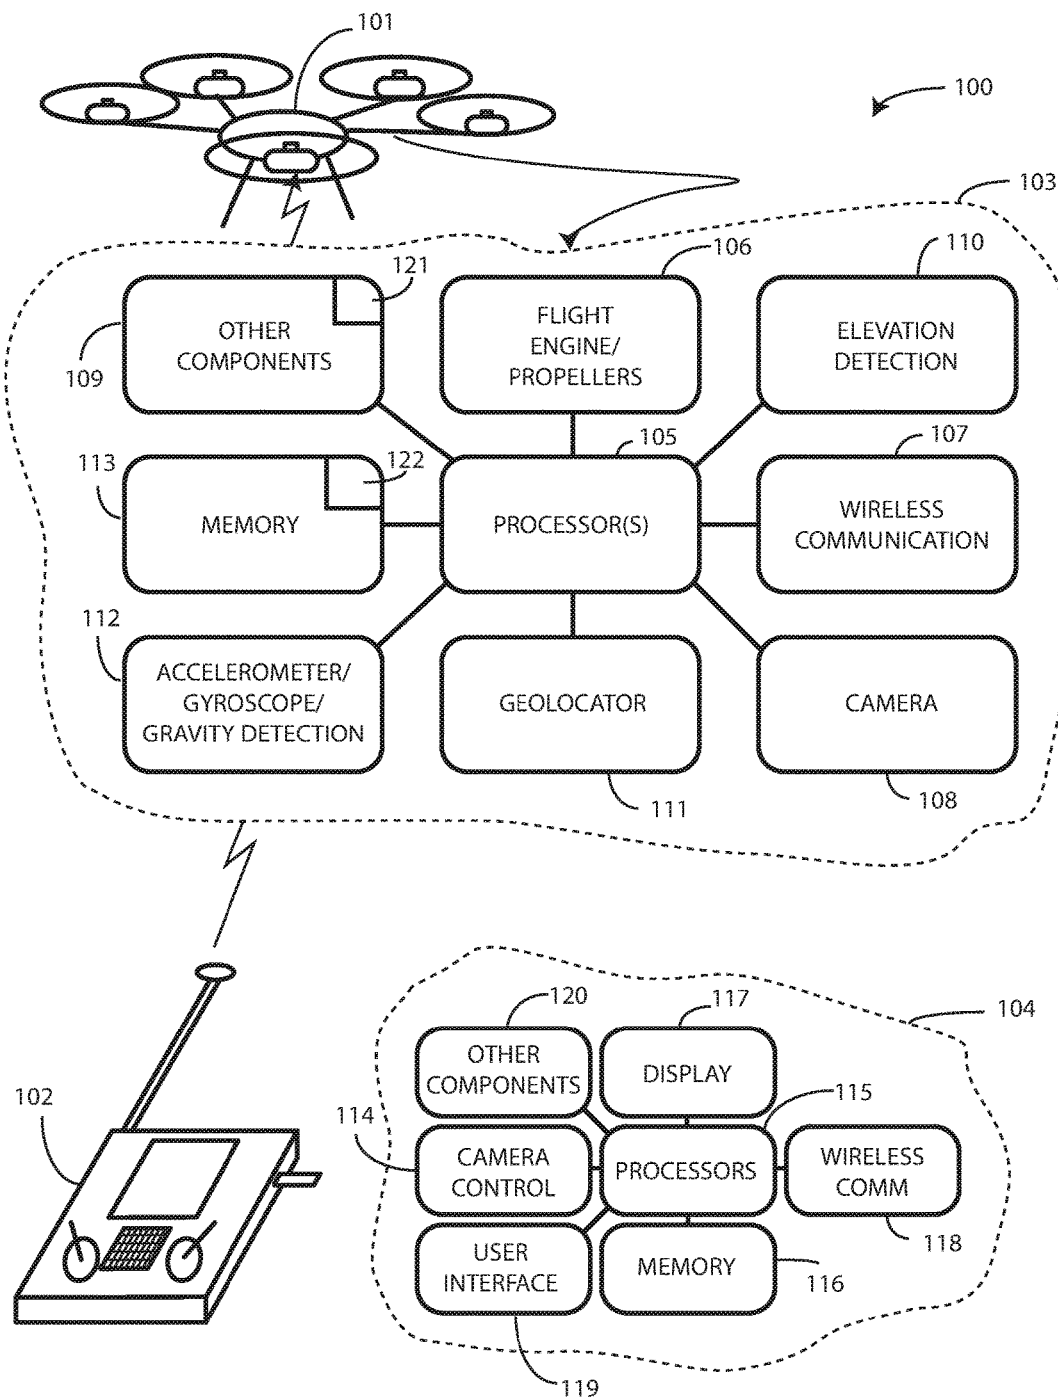 101
100
103
106
110
121
OTHER
COMPONENTS
109
FLIGHT
ENGINE/
PROPELLERS
ELEVATION
DETECTION
105
107
113
122
MEMORY
PROCESSOR(S)
WIRELESS
COMMUNICATION
112
ACCELEROMETER/
GYROSCOPE/
GRAVITY DETECTION
GEOLOCATOR
CAMERA
111
108
120
117
104
OTHER
COMPONENTS
DISPLAY
102
114
115
CAMERA
CONTROL
PROCESSORS
WIRELESS
COMM
118
USER
INTERFACE
MEMORY
116
119